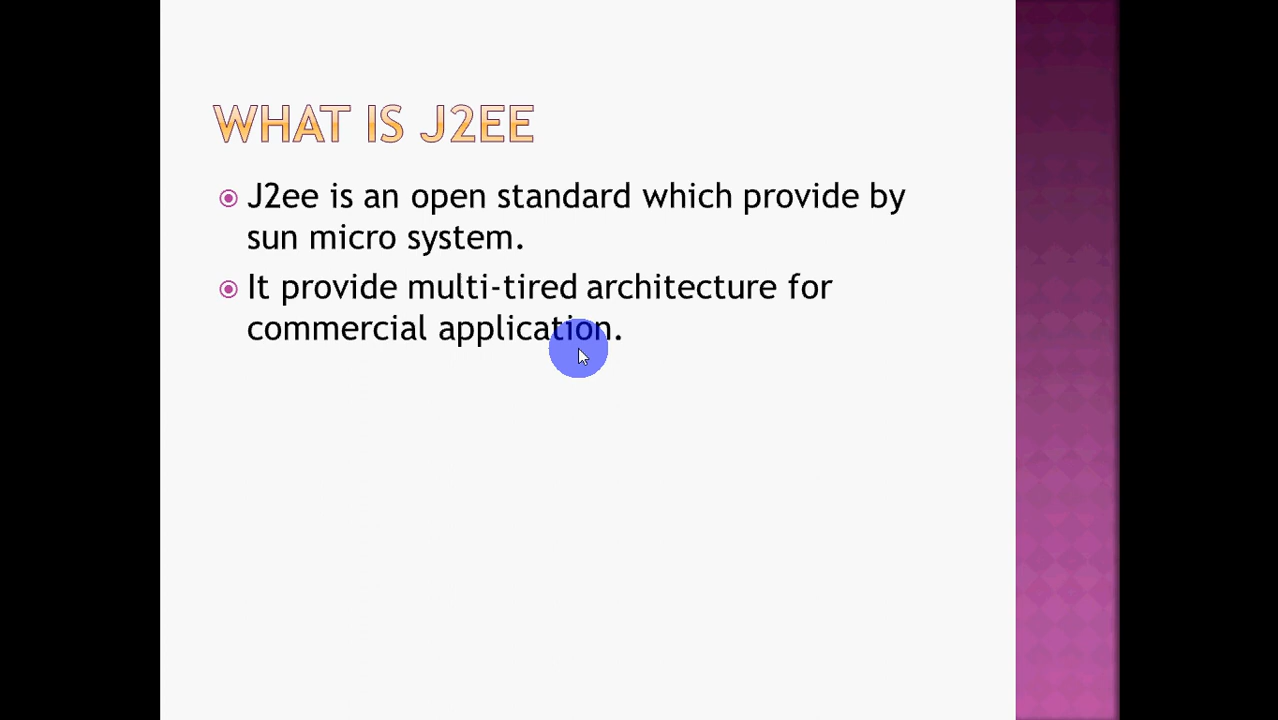 WHAT IS J2EE
J2ee is an open standard which provide by
sun micro system.
It provide multi-tired architecture for
commercial application.